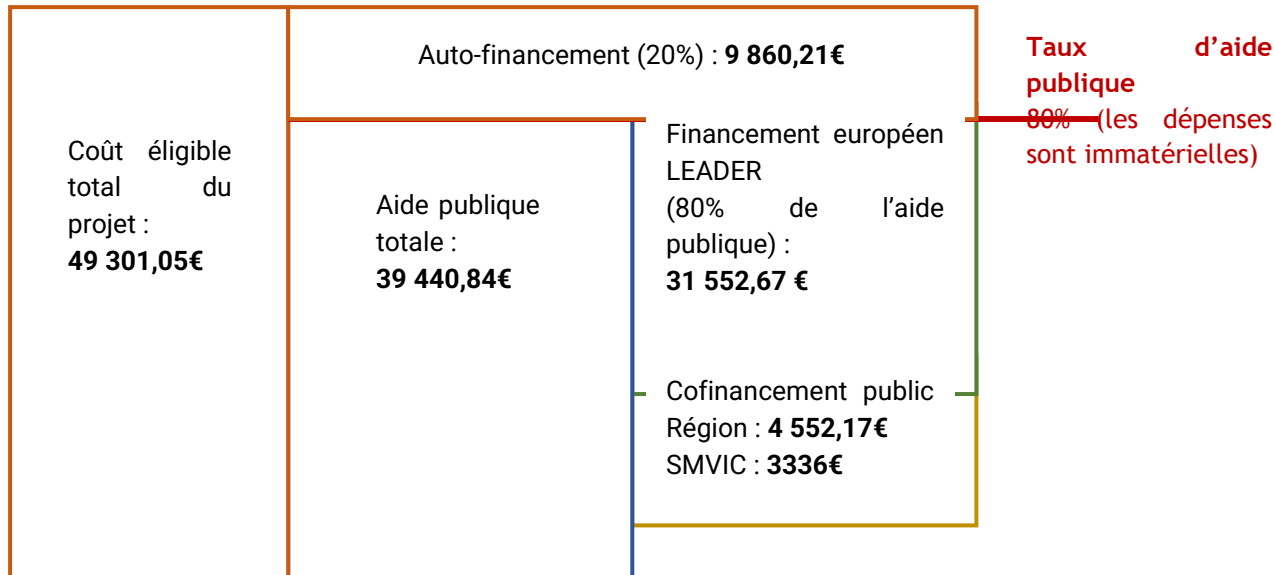 Auto-financement (20%) : 9 860,21€
Coût éligible
total du
projet :
49 301,05€
Aide publique
totale :
39 440,84€
Financement européen
LEADER
(80% de l’aide
publique) :
31 552,67 €
Cofinancement public
Région : 4 552,17€
SMVIC : 3336€
Taux d’aide
publique
80% (les dépenses
sont immatérielles)